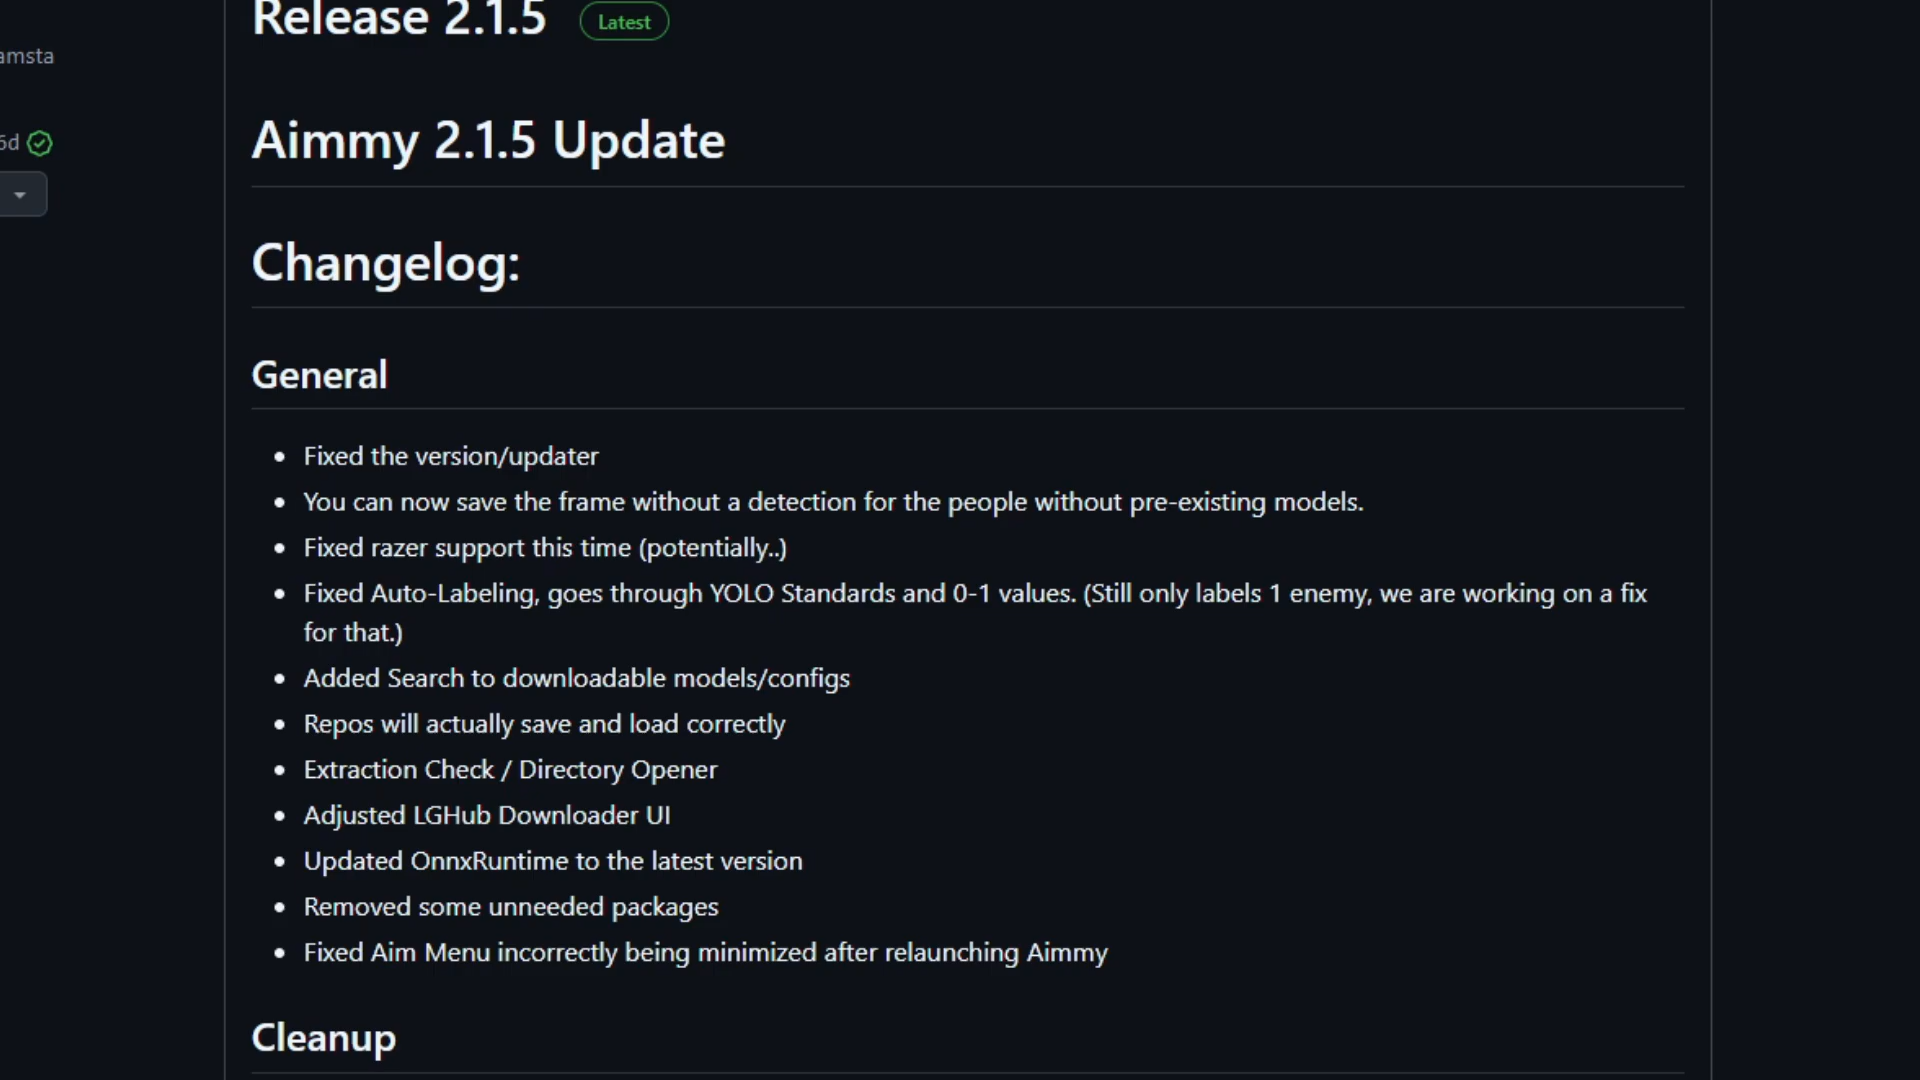 Release 2.1.5 Latest
amsta
6d
Aimmy 2.1.5 Update
Changelog:
General
• Fixed the version/updater
• You can now save the frame without a detection for the people without pre-existing models.
• Fixed razer support this time (potentially..)
• Fixed Auto-Labeling, goes through YOLO Standards and 0-1 values. (Still only labels 1 enemy, we are working on a fix
for that.)
• Added Search to downloadable models/configs
• Repos will actually save and load correctly
• Extraction Check / Directory Opener
• Adjusted LGHub Downloader UI
• Updated OnnxRuntime to the latest version
• Removed some unneeded packages
• Fixed Aim Menu incorrectly being minimized after relaunching Aimmy
Cleanup